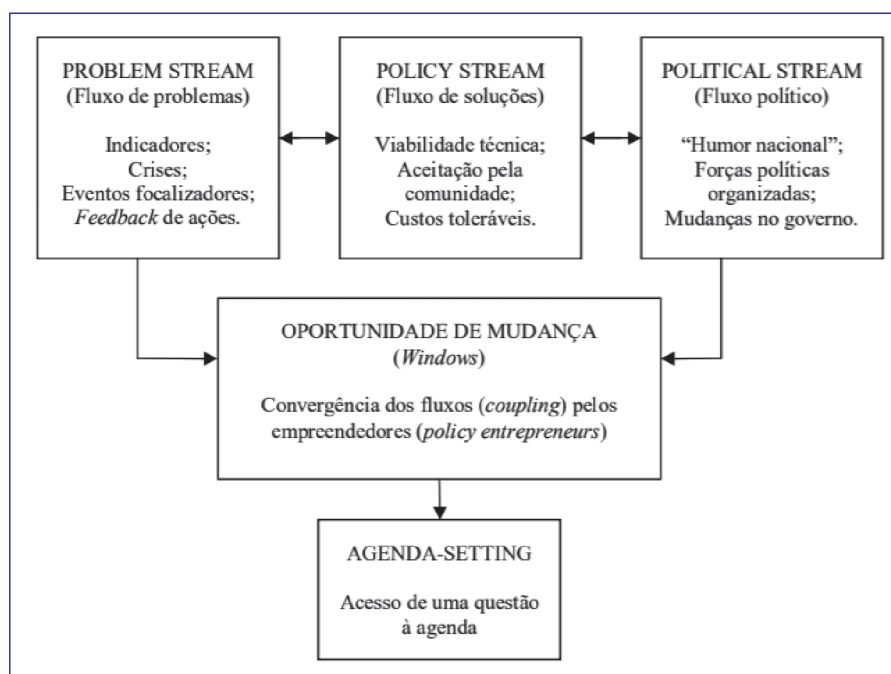 PROBLEM STREAM
(Fluxo de problemas)
Indicadores;
Crises;
Eventos focalizadores;
Feedback de ações.
POLICY STREAM
(Fluxo de soluções)
Viabilidade técnica;
Aceitação pela
comunidade;
Custos toleráveis.
POLITICAL STREAM
(Fluxo político)
“Humor nacional”;
Forças políticas
organizadas;
Mudanças no governo.
OPORTUNIDADE DE MUDANÇA
(Windows)
Convergência dos fluxos (coupling) pelos
empreendedores (policy entrepreneurs)
AGENDA-SETTING
Acesso de uma questão
à agenda